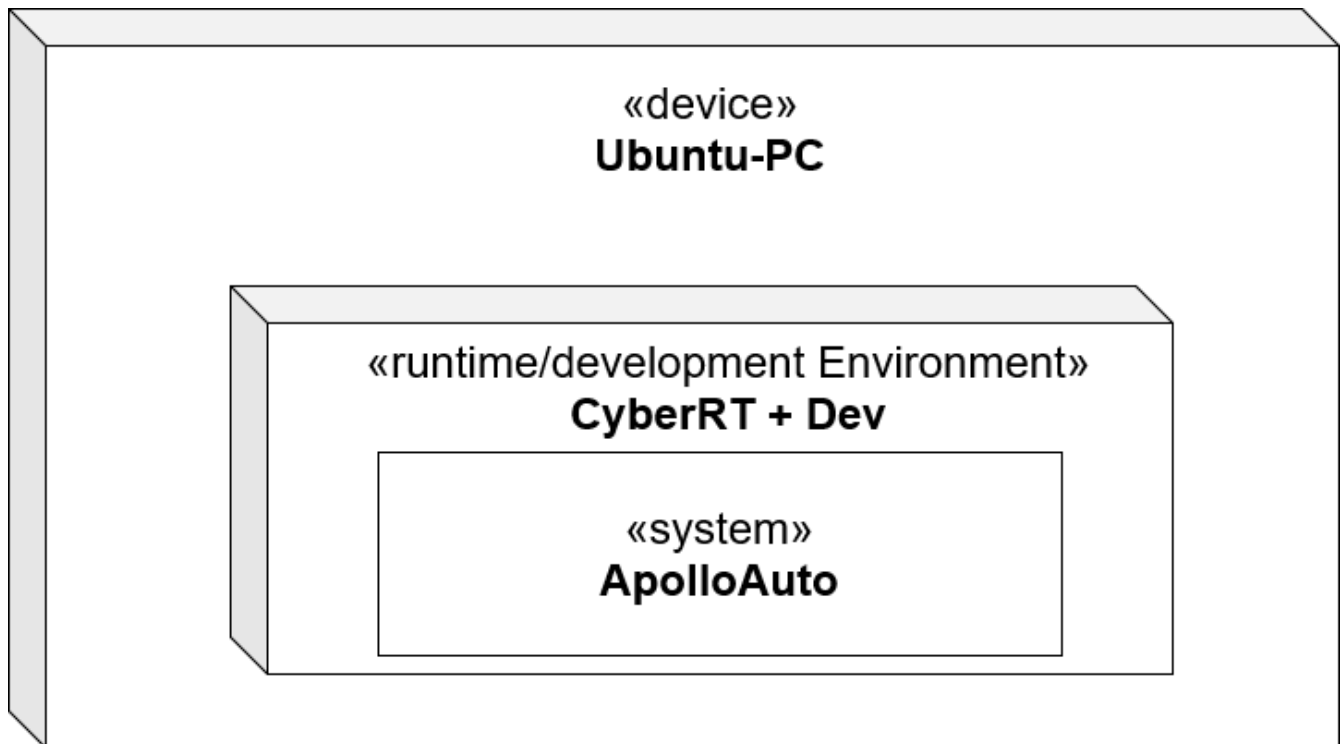 «device»
Ubuntu-PC
«runtime/development Environment»
CyberRT + Dev
«system»
ApolloAuto